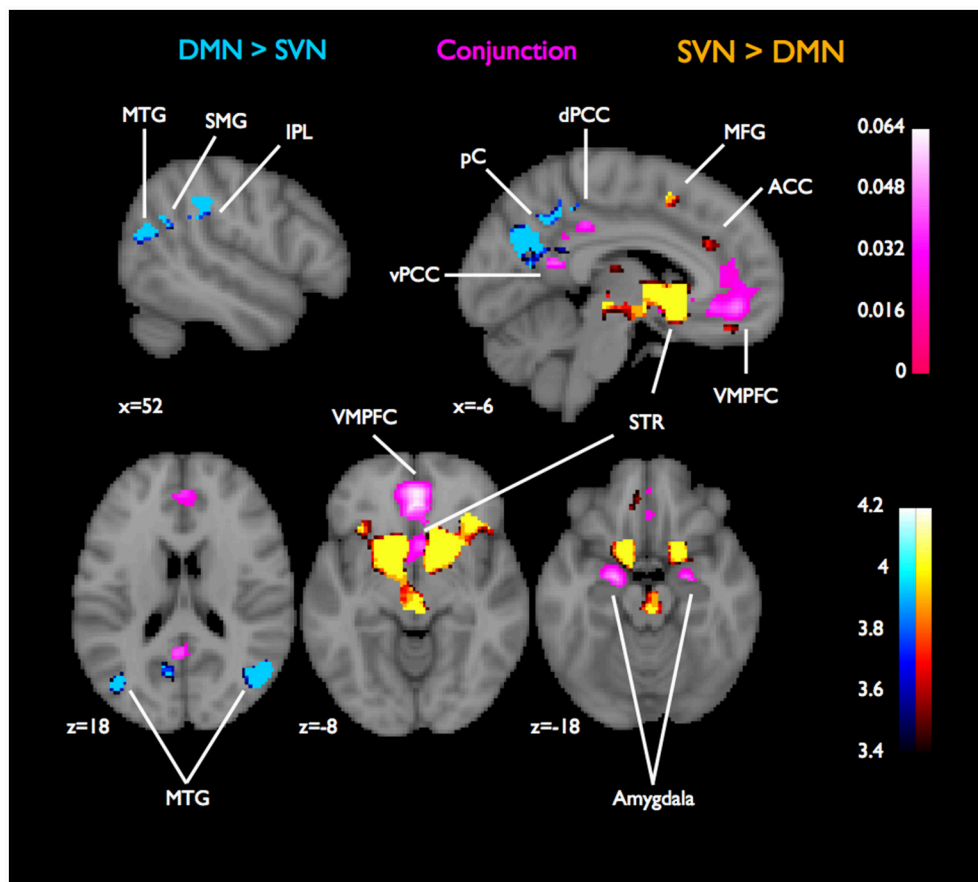 DMN > SVN
Conjunction
SVN > DMN
MTG
SMG
IPL
dPCC
MFG
pC
ACC
vPCC
VMPFC
0.064
0.048
0.032
0.016
0
x=52
x=-6
VMPFC
STR
4.2
4
3.8
3.6
3.4
z=18
z=-8
z=-18
MTG
Amygdala